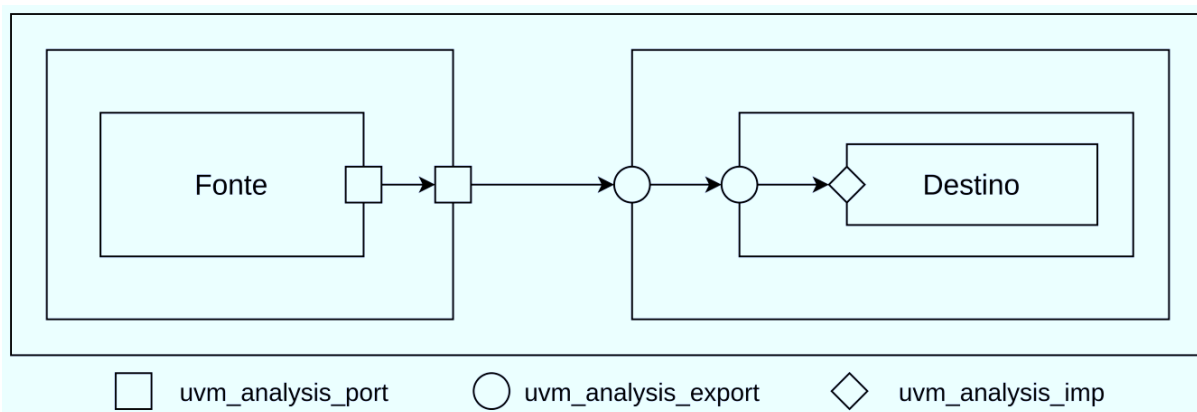 Fonte
Destino
uvm_analysis_port
uvm_analysis_export
uvm_analysis_imp